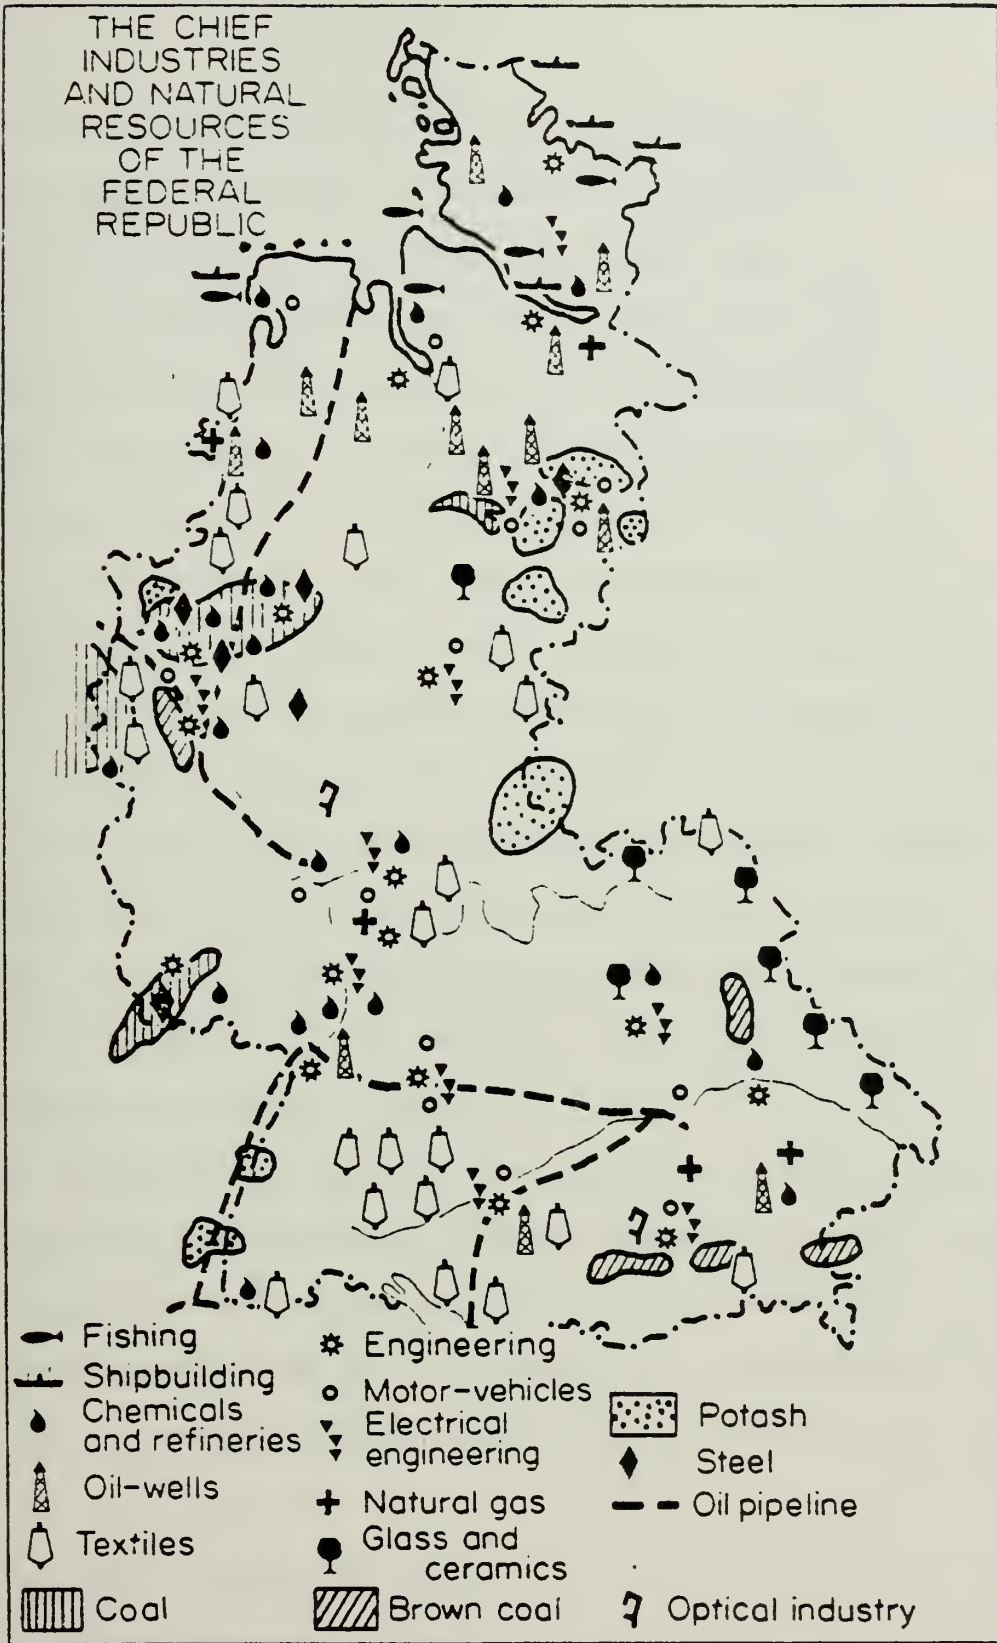 THE CHIEF
INDUSTRIES
AND NATURAL
RESOURCES
OF THE
FEDERAL
REPUBLIC
Fishing
Shipbuilding
Chemicals
and refineries
Oil-wells
Textiles
Coal
Engineering
Motor-vehicles
Electrical
engineering
Natural gas
Glass and
ceramics
Brown coal
Potash
Steel
Oil pipeline
Optical industry